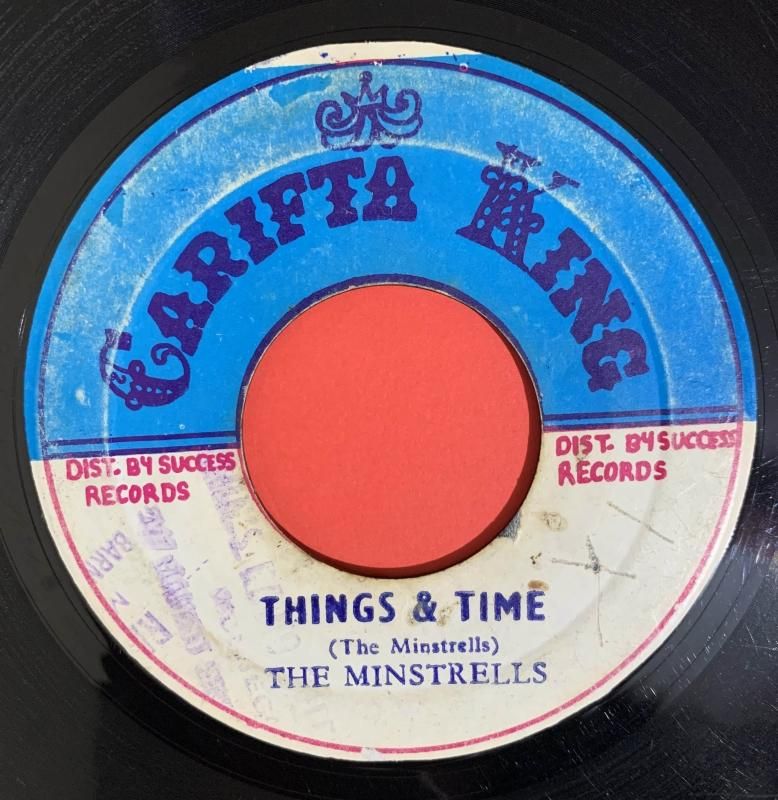 CARIFTA KING
DIST. BY SUCCESS
RECORDS
DIST. BY SUCCESS
RECORDS
THINGS & TIME
(The Minstrells)
THE MINSTRELLS